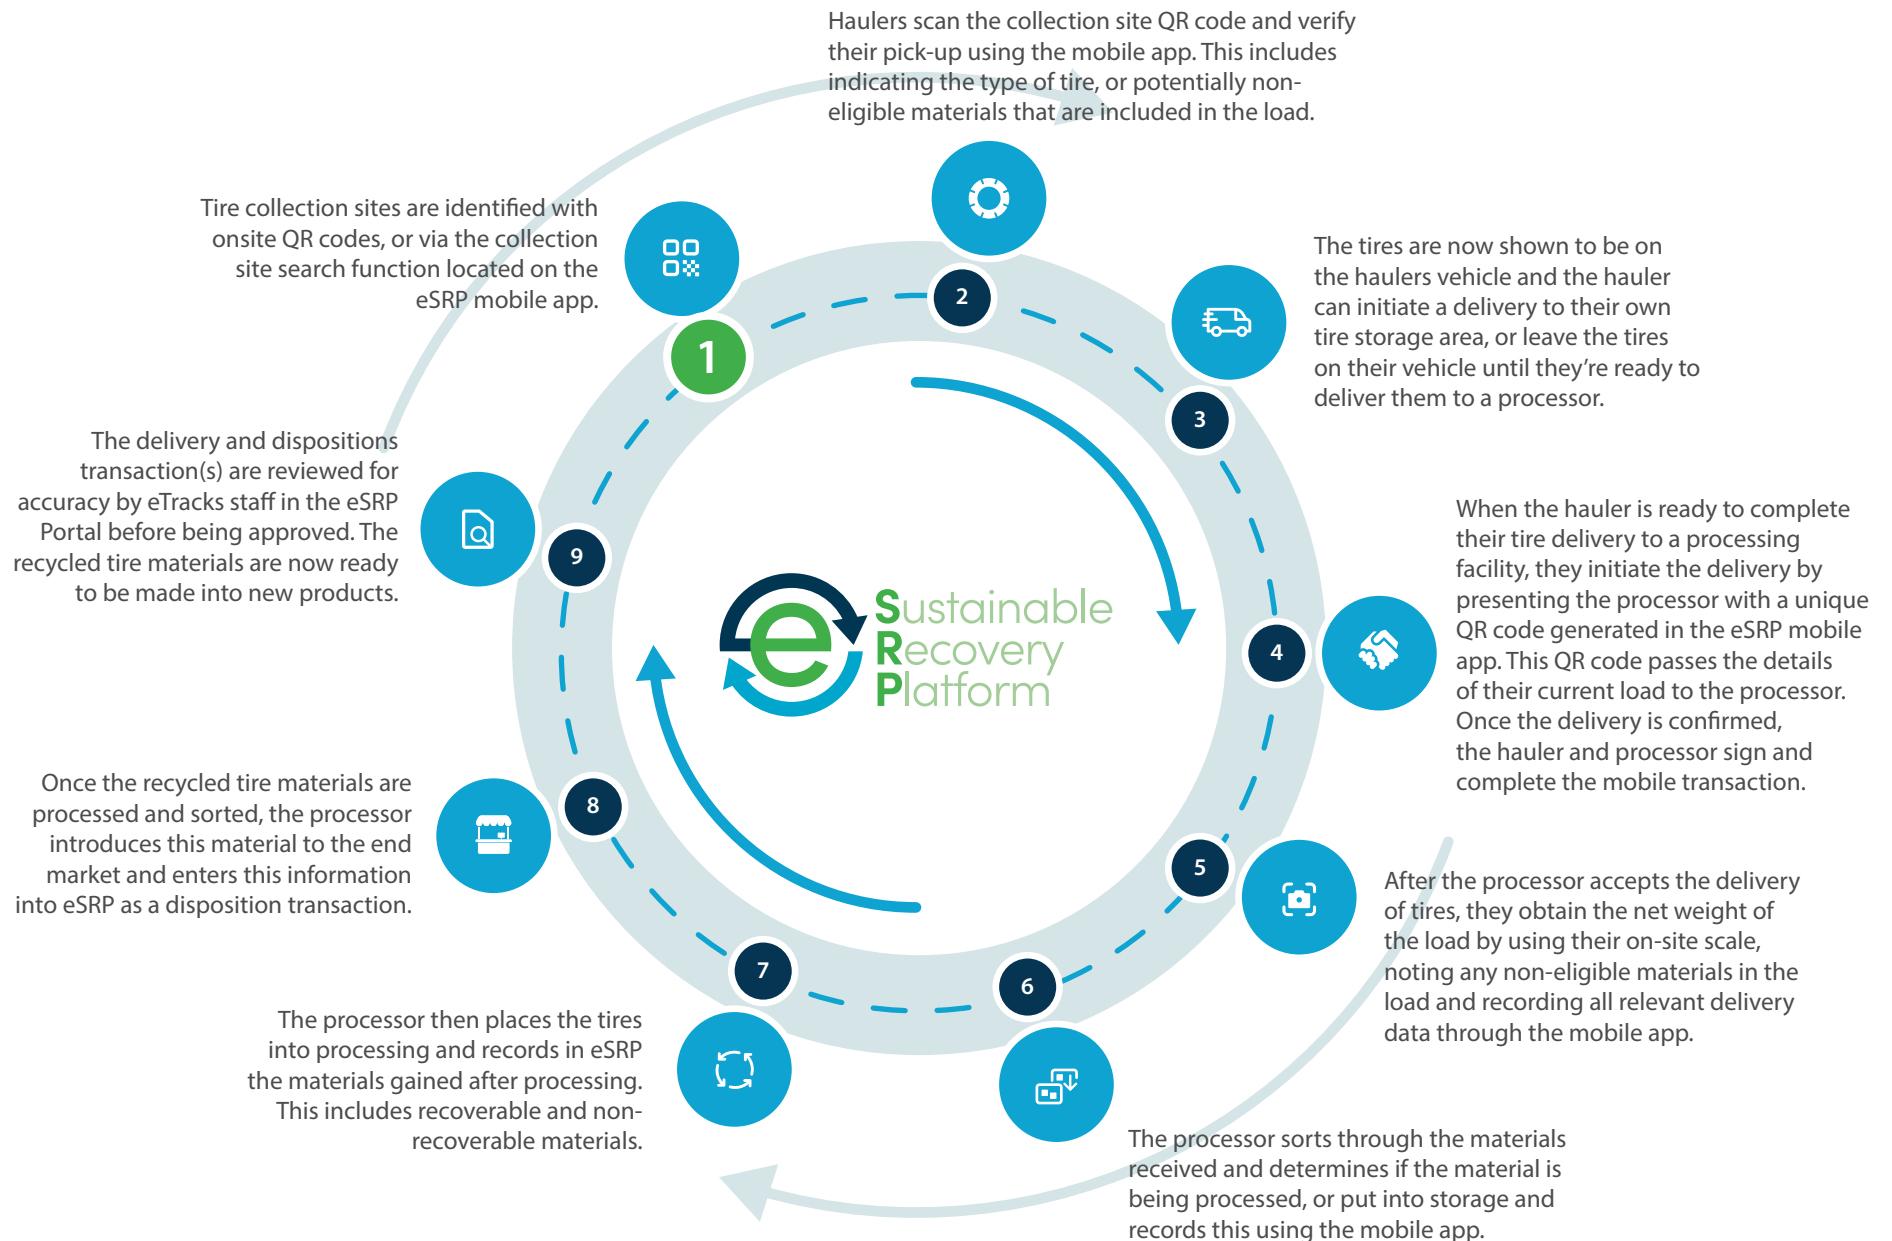 1
Tire collection sites are identified with
onsite QR codes, or via the collection
site search function located on the
eSRP mobile app.
2
Haulers scan the collection site QR code and verify
their pick-up using the mobile app. This includes
indicating the type of tire, or potentially non-
eligible materials that are included in the load.
3
The tires are now shown to be on
the haulers vehicle and the hauler
can initiate a delivery to their own
tire storage area, or leave the tires
on their vehicle until they’re ready to
deliver them to a processor.
4
When the hauler is ready to complete
their tire delivery to a processing
facility, they initiate the delivery by
presenting the processor with a unique
QR code generated in the eSRP mobile
app. This QR code passes the details
of their current load to the processor.
Once the delivery is confirmed,
the hauler and processor sign and
complete the mobile transaction.
5
After the processor accepts the delivery
of tires, they obtain the net weight of
the load by using their on-site scale,
noting any non-eligible materials in the
load and recording all relevant delivery
data through the mobile app.
6
The processor sorts through the materials
received and determines if the material is
being processed, or put into storage and
records this using the mobile app.
7
The processor then places the tires
into processing and records in eSRP
the materials gained after processing.
This includes recoverable and non-
recoverable materials.
8
Once the recycled tire materials are
processed and sorted, the processor
introduces this material to the end
market and enters this information
into eSRP as a disposition transaction.
9
The delivery and dispositions
transaction(s) are reviewed for
accuracy by eTracks staff in the eSRP
Portal before being approved. The
recycled tire materials are now ready
to be made into new products.
e
Sustainable
Recovery
Platform